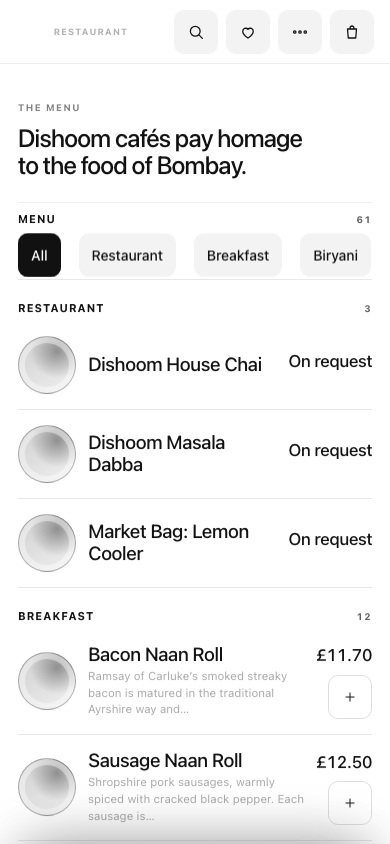 RESTAURANT
THE MENU
Dishoom cafés pay homage
to the food of Bombay.
MENU 61
All Restaurant Breakfast Biryani
RESTAURANT 3
Dishoom House Chai On request
Dishoom Masala
Dabba
On request
Market Bag: Lemon
Cooler
On request
BREAKFAST 12
Bacon Naan Roll £11.70
Ramsay of Carluke's smoked streaky
bacon is matured in the traditional
Ayrshire way and...
+
Sausage Naan Roll £12.50
Shropshire pork sausages, warmly
spiced with cracked black pepper. Each
sausage is...
+